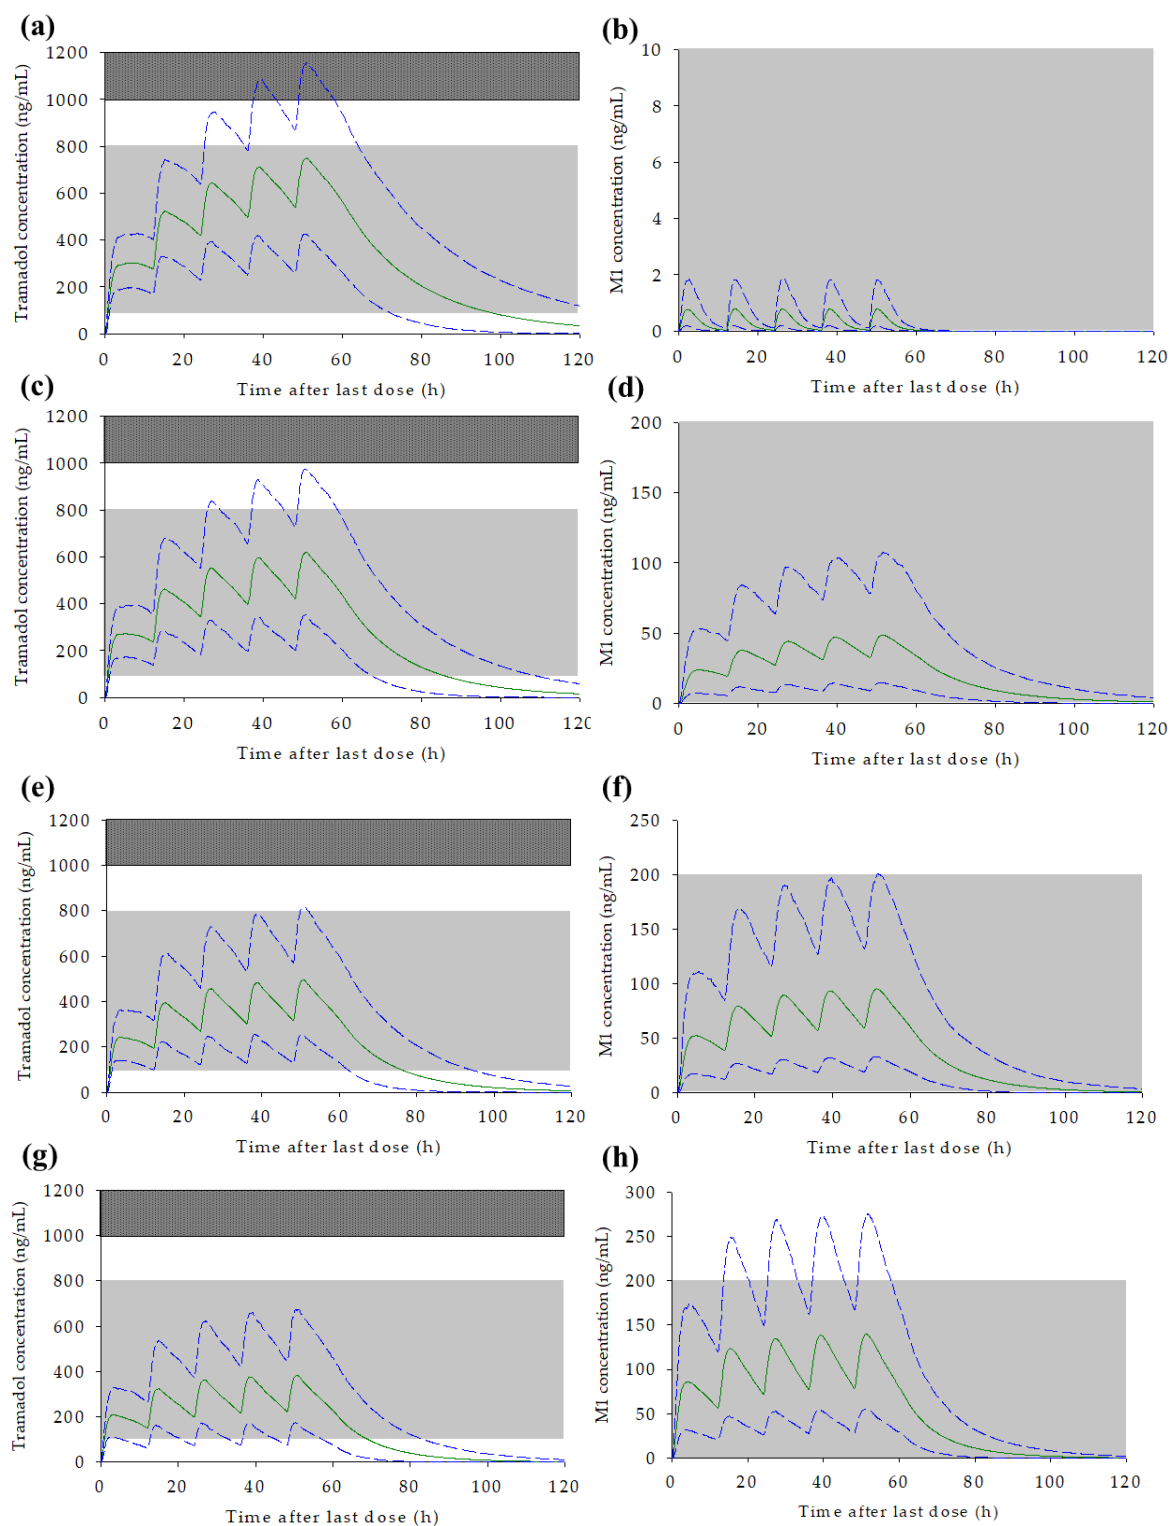 (a)
1200
1000
800
600
400
200
0
Tramadol concentration (ng/mL)
0 20 40 60 80 100 120
Time after last dose (h)
(b)
10
8
6
4
2
0
M1 concentration (ng/mL)
0 20 40 60 80 100 120
Time after last dose (h)
(c)
1200
1000
800
600
400
200
0
Tramadol concentration (ng/mL)
0 20 40 60 80 100 120
Time after last dose (h)
(d)
200
150
100
50
0
M1 concentration (ng/mL)
0 20 40 60 80 100 120
Time after last dose (h)
(e)
1200
1000
800
600
400
200
0
Tramadol concentration (ng/mL)
0 20 40 60 80 100 120
Time after last dose (h)
(f)
250
200
150
100
50
0
M1 concentration (ng/mL)
0 20 40 60 80 100 120
Time after last dose (h)
(g)
1200
1000
800
600
400
200
0
Tramadol concentration (ng/mL)
0 20 40 60 80 100 120
Time after last dose (h)
(h)
300
250
200
150
100
50
0
M1 concentration (ng/mL)
0 20 40 60 80 100 120
Time after last dose (h)